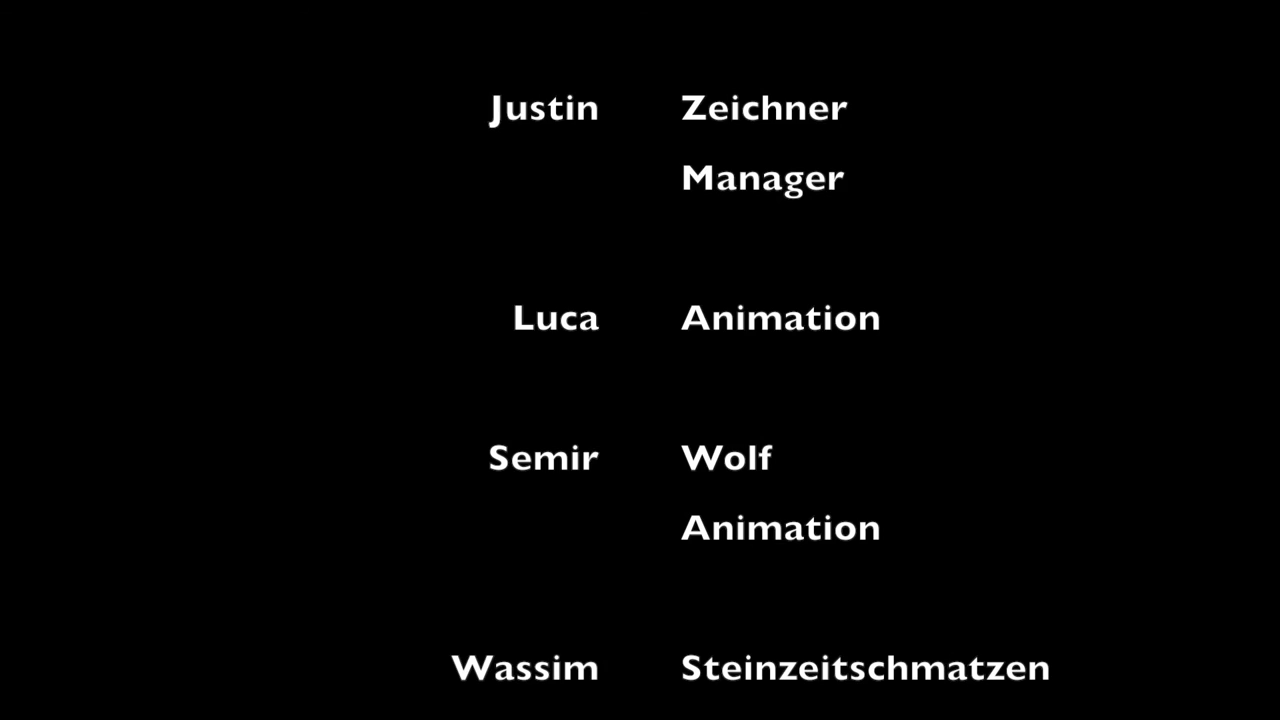 Justin Zeichner
Manager
Luca Animation
Semir Wolf
Animation
Wassim Steinzeitschmatzen